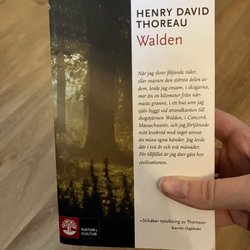 HENRY DAVID
THOREAU
Walden
När jag skrev följande sidor,
eller snarare den största delen av
dem, levde jag ensam, i skogarna,
mer än en kilometer från när-
maste granne, i ett hus som jag
själv byggt vid strandkanten till
skogstjärnen Walden, i Concord,
Massachusetts, och jag förtjänade
mitt levebröd med inget annat
än mina egna händer. Jag levde
där i två år och två månader.
För tillfället är jag åter gäst hos
civilisationen.
»Stilsäker nytolkning av Thoreau»
Svenska Dagbladet
NATUR &
KULTUR